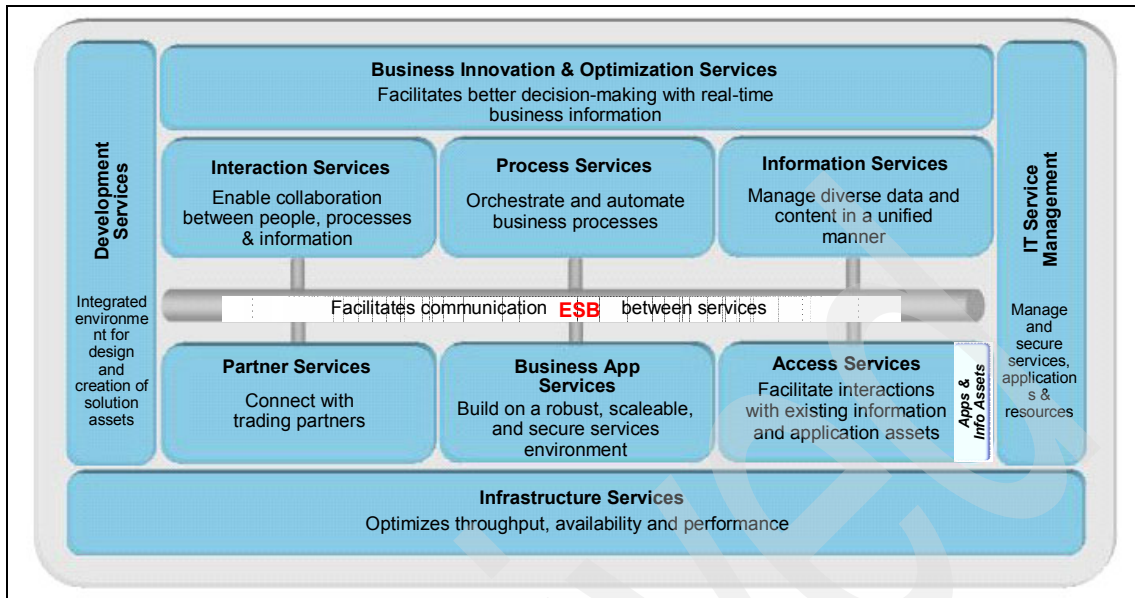 Business Innovation & Optimization Services
Facilitates better decision-making with real-time
business information
Development
Services
Integrated
environme
nt for
design
and
creation of
solution
assets
Interaction Services
Enable collaboration
between people, processes
& information
Process Services
Orchestrate and automate
business processes
Information Services
Manage diverse data and
content in a unified
manner
IT Service
Management
Manage
and
secure
services,
application
s &
resources
Facilitates communication ESB between services
Partner Services
Connect with
trading partners
Business App
Services
Build on a robust, scaleable,
and secure services
environment
Access Services
Facilitate interactions
with existing information
and application assets
Apps &
Info Assets
Infrastructure Services
Optimizes throughput, availability and performance